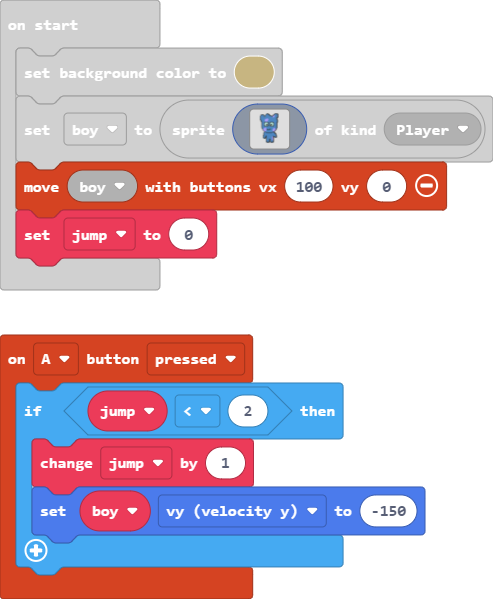 on start
set background color to
set boy to sprite of kind Player
move boy with buttons vx 100 vy 0
set jump to 0
on A button pressed
if jump < 2 then
change jump by 1
set boy vy (velocity y) to -150